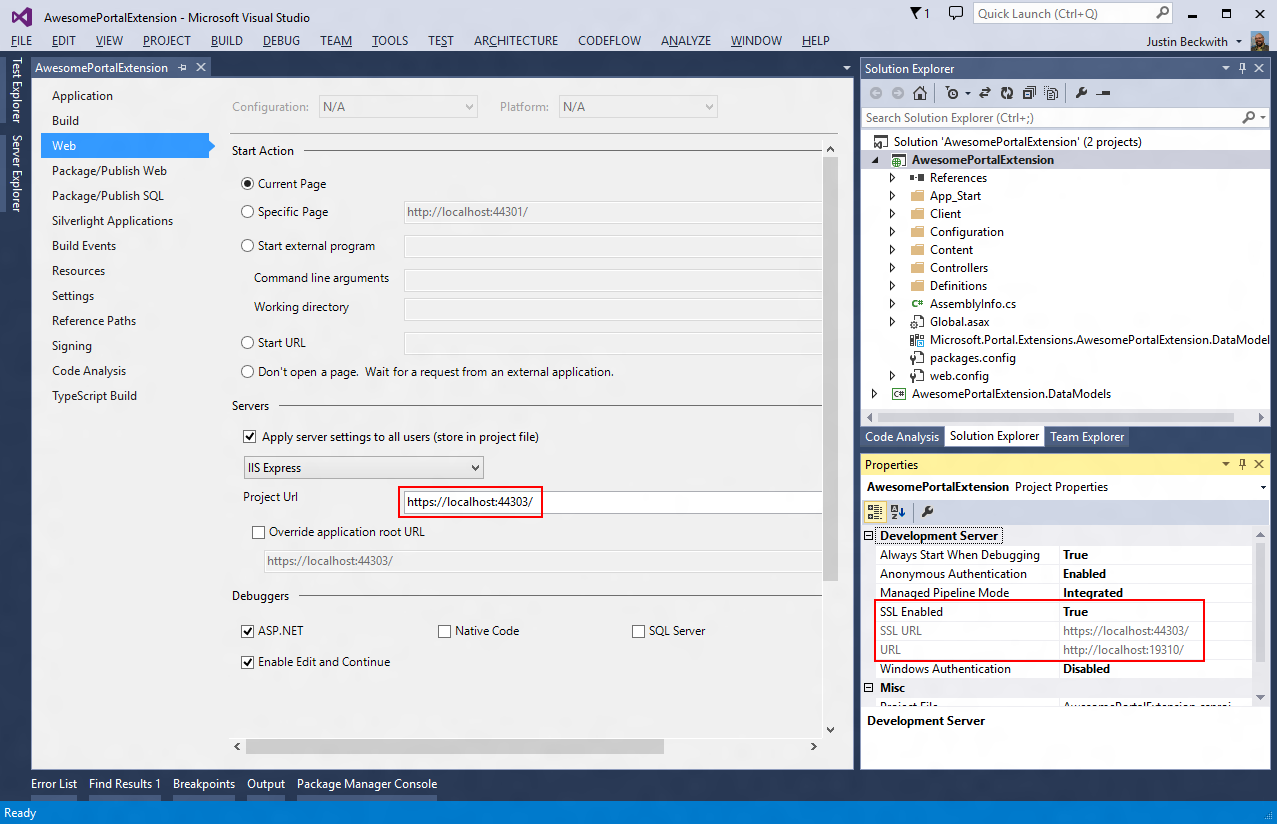 AwesomePortalExtension - Microsoft Visual Studio
1
Quick Launch (Ctrl+Q)
FILE EDIT VIEW PROJECT BUILD DEBUG TEAM TOOLS TEST ARCHITECTURE CODEFLOW ANALYZE WINDOW HELP
Justin Beckwith
Test Explorer
Server Explorer
AwesomePortalExtension
Application
Build
Web
Package/Publish Web
Package/Publish SQL
Silverlight Applications
Build Events
Resources
Settings
Reference Paths
Signing
Code Analysis
TypeScript Build
Configuration: N/A Platform: N/A
Start Action
Current Page
Specific Page http://localhost:44301/
Start external program
Command line arguments
Working directory
Start URL
Don't open a page. Wait for a request from an external application.
Servers
Apply server settings to all users (store in project file)
IIS Express
Project Url https://localhost:44303/
Override application root URL
https://localhost:44303/
Debuggers
ASP.NET Native Code SQL Server
Enable Edit and Continue
Solution Explorer
Search Solution Explorer (Ctrl+;)
Solution 'AwesomePortalExtension' (2 projects)
AwesomePortalExtension
References
App_Start
Client
Configuration
Content
Controllers
Definitions
C# AssemblyInfo.cs
Global.asax
Microsoft.Portal.Extensions.AwesomePortalExtension.DataModel
packages.config
web.config
C# AwesomePortalExtension.DataModels
Code Analysis Solution Explorer Team Explorer
Properties
AwesomePortalExtension Project Properties
Development Server
Always Start When Debugging True
Anonymous Authentication Enabled
Managed Pipeline Mode Integrated
SSL Enabled True
SSL URL https://localhost:44303/
URL http://localhost:19310/
Windows Authentication Disabled
Misc
Project File AwesomePortalExtension.csproj
Development Server
Error List Find Results 1 Breakpoints Output Package Manager Console
Ready